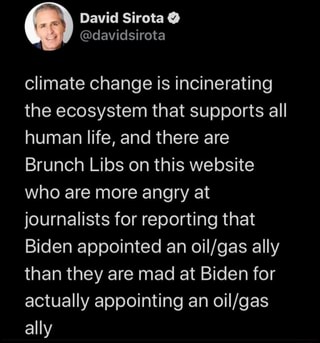 David Sirota
@davidsirota
climate change is incinerating
the ecosystem that supports all
human life, and there are
Brunch Libs on this website
who are more angry at
journalists for reporting that
Biden appointed an oil/gas ally
than they are mad at Biden for
actually appointing an oil/gas
ally